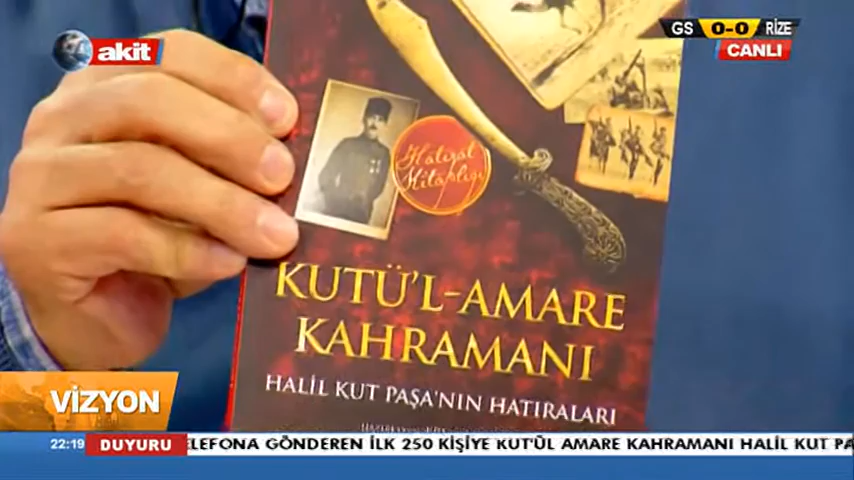 akit
GS 0-0 RİZE
CANLI
Hatırat
Kitaplığı
KUTÜ'L-AMARE
KAHRAMANI
HALİL KUT PAŞA'NIN HATIRALARI
VİZYON
22:19 DUYURU ELEFONA GÖNDEREN İLK 250 KİŞİYE KUT'ÜL AMARE KAHRAMANI HALİL KUT PA